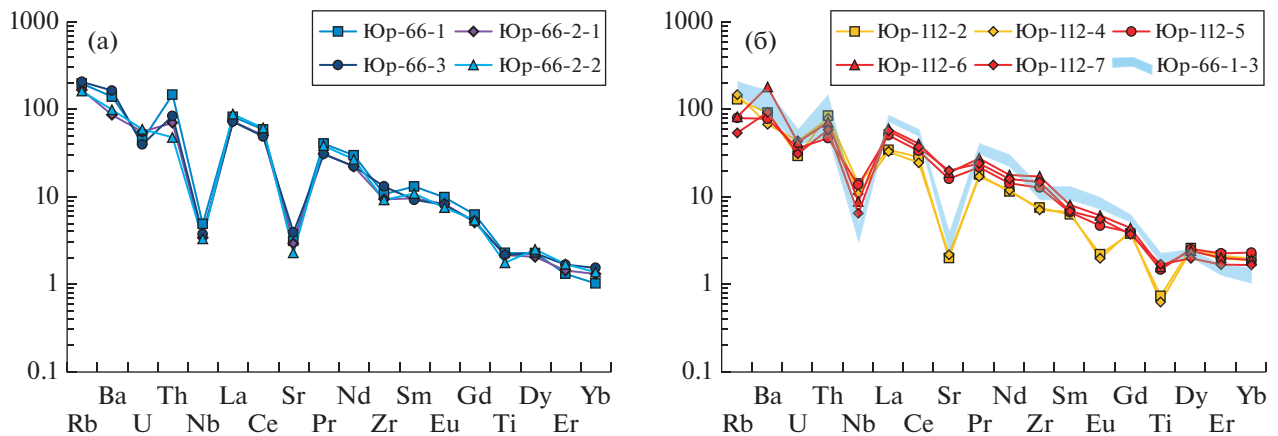 (а)
1000
100
10
1
0.1
Юр-66-1 Юр-66-2-1
Юр-66-3 Юр-66-2-2
Ba Th La Sr Nd Sm Gd Dy Yb
Rb U Nb Ce Pr Zr Eu Ti Er
(б)
1000
100
10
1
0.1
Юр-112-2 Юр-112-4 Юр-112-5
Юр-112-6 Юр-112-7 Юр-66-1-3
Ba Th La Sr Nd Sm Gd Dy Yb
Rb U Nb Ce Pr Zr Eu Ti Er